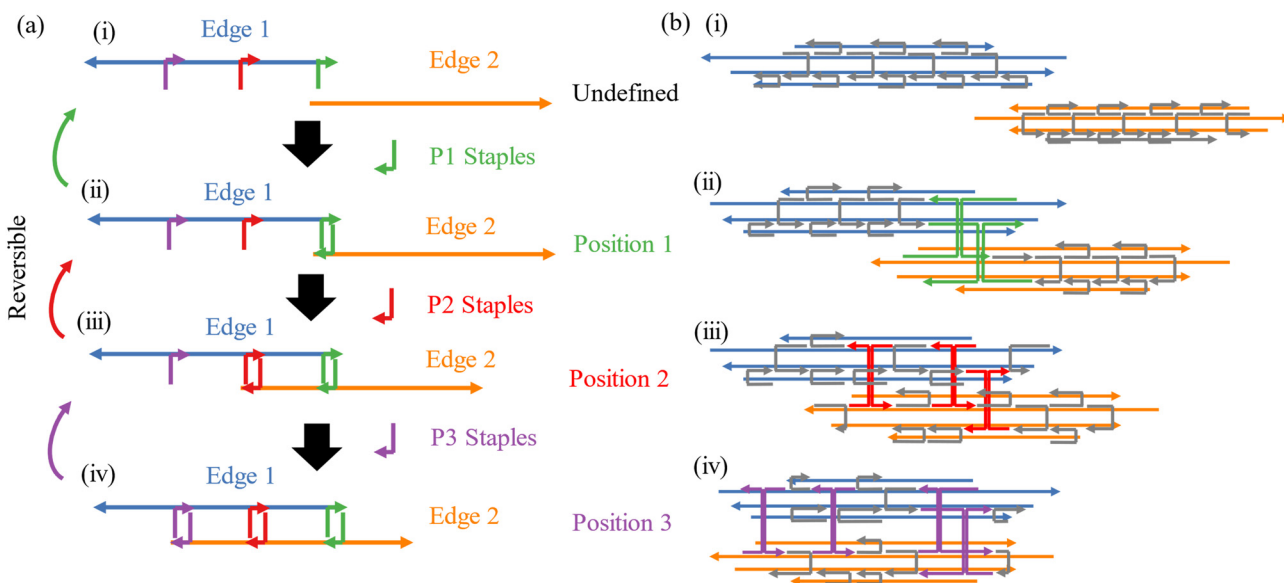 (a)
(i)
Edge 1
Edge 2
Undefined
P1 Staples
(ii)
Edge 1
Edge 2
Position 1
Reversible
P2 Staples
(iii)
Edge 1
Edge 2
Position 2
P3 Staples
(iv)
Edge 1
Edge 2
Position 3
(b)
(i)
(ii)
(iii)
(iv)